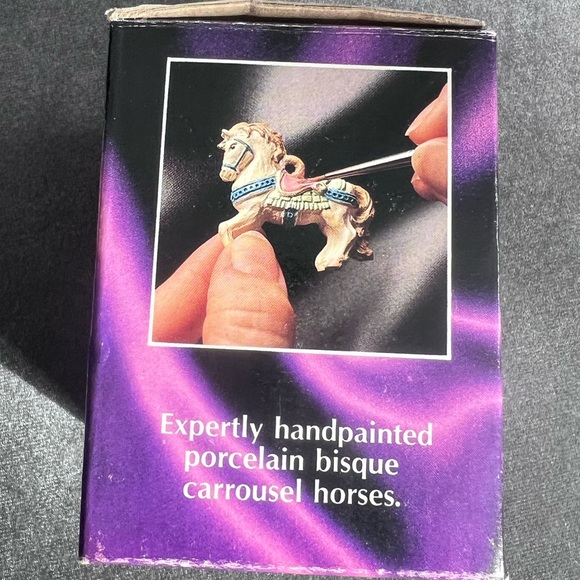 Expertly handpainted
porcelain bisque
carrousel horses.